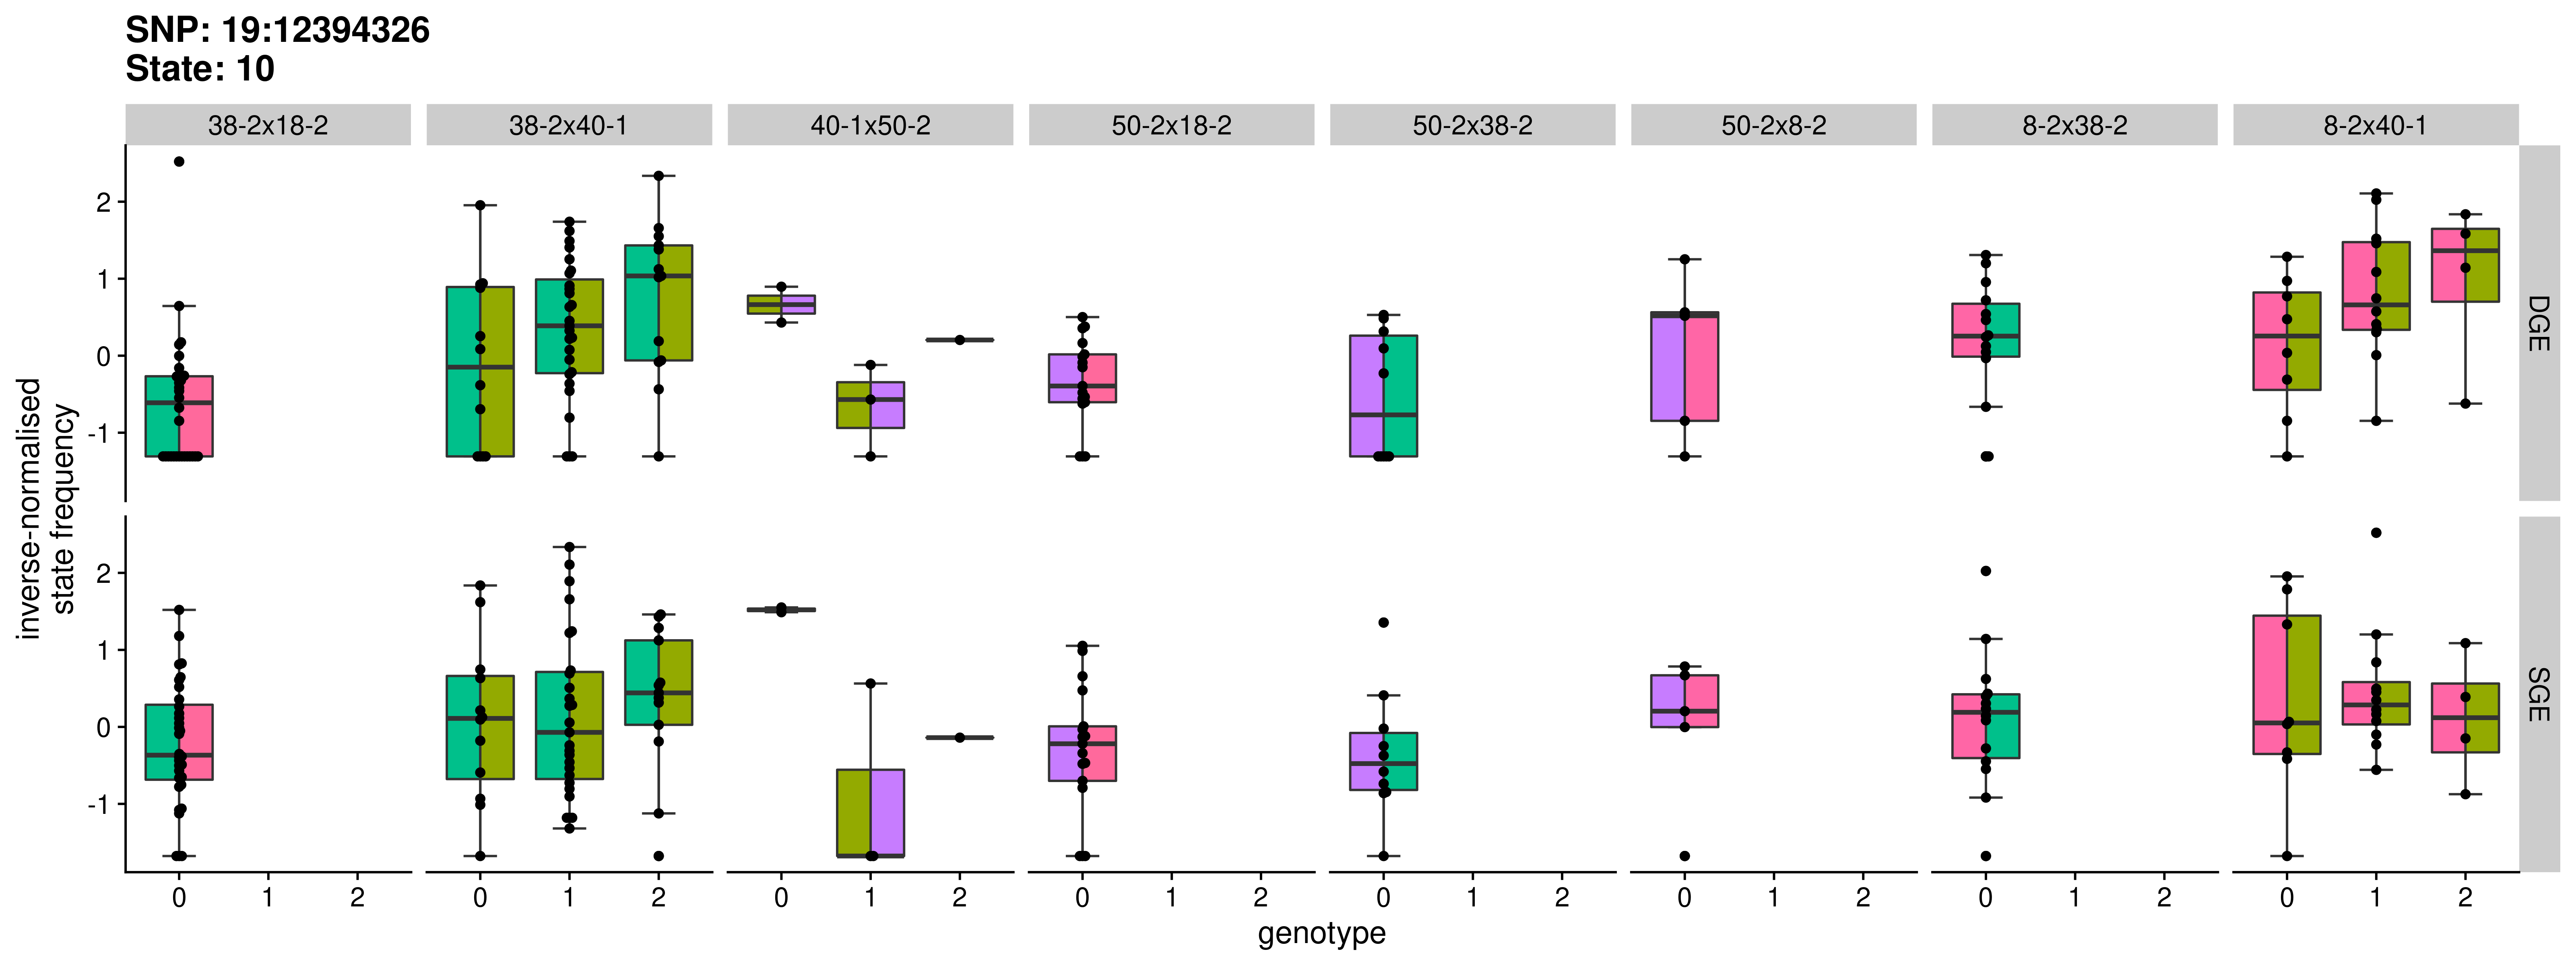 SNP: 19:12394326
State: 10
38-2x18-2
38-2x40-1
40-1x50-2
50-2x18-2
50-2x38-2
50-2x8-2
8-2x38-2
8-2x40-1
inverse-normalised
state frequency
2
1
0
-1
DGE
2
1
0
-1
SGE
0 1 2
0 1 2
0 1 2
0 1 2
0 1 2
0 1 2
0 1 2
0 1 2
genotype